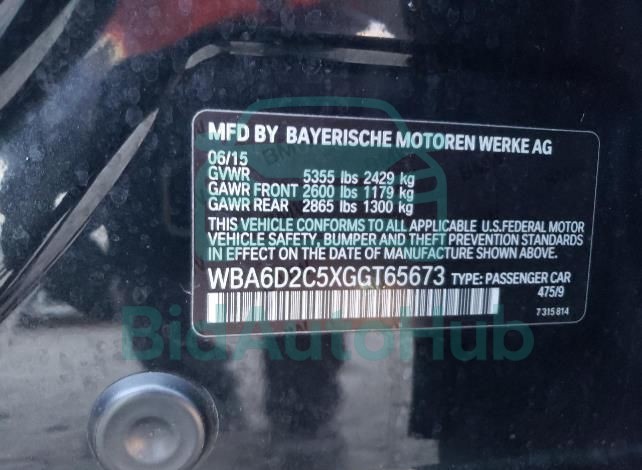 MFD BY BAYERISCHE MOTOREN WERKE AG
06/15
GVWR 5355 lbs 2429 kg
GAWR FRONT 2600 lbs 1179 kg
GAWR REAR 2865 lbs 1300 kg
THIS VEHICLE CONFORMS TO ALL APPLICABLE U.S.FEDERAL MOTOR
VEHICLE SAFETY, BUMPER AND THEFT PREVENTION STANDARDS
IN EFFECT ON THE DATE OF MANUFACTURE SHOWN ABOVE.
WBA6D2C5XGGT65673 TYPE: PASSENGER CAR
475/9
7 315 814
BidAutoHub